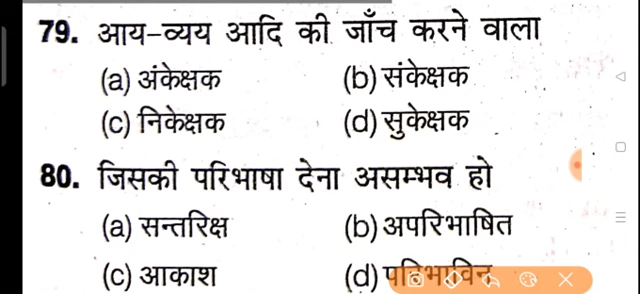 79. आय-व्यय आदि की जाँच करने वाला
(a) अंकेक्षक (b) संकेक्षक
(c) निकेक्षक (d) सुकेक्षक
80. जिसकी परिभाषा देना असम्भव हो
(a) सन्तरिक्ष (b) अपरिभाषित
(c) आकाश (d)